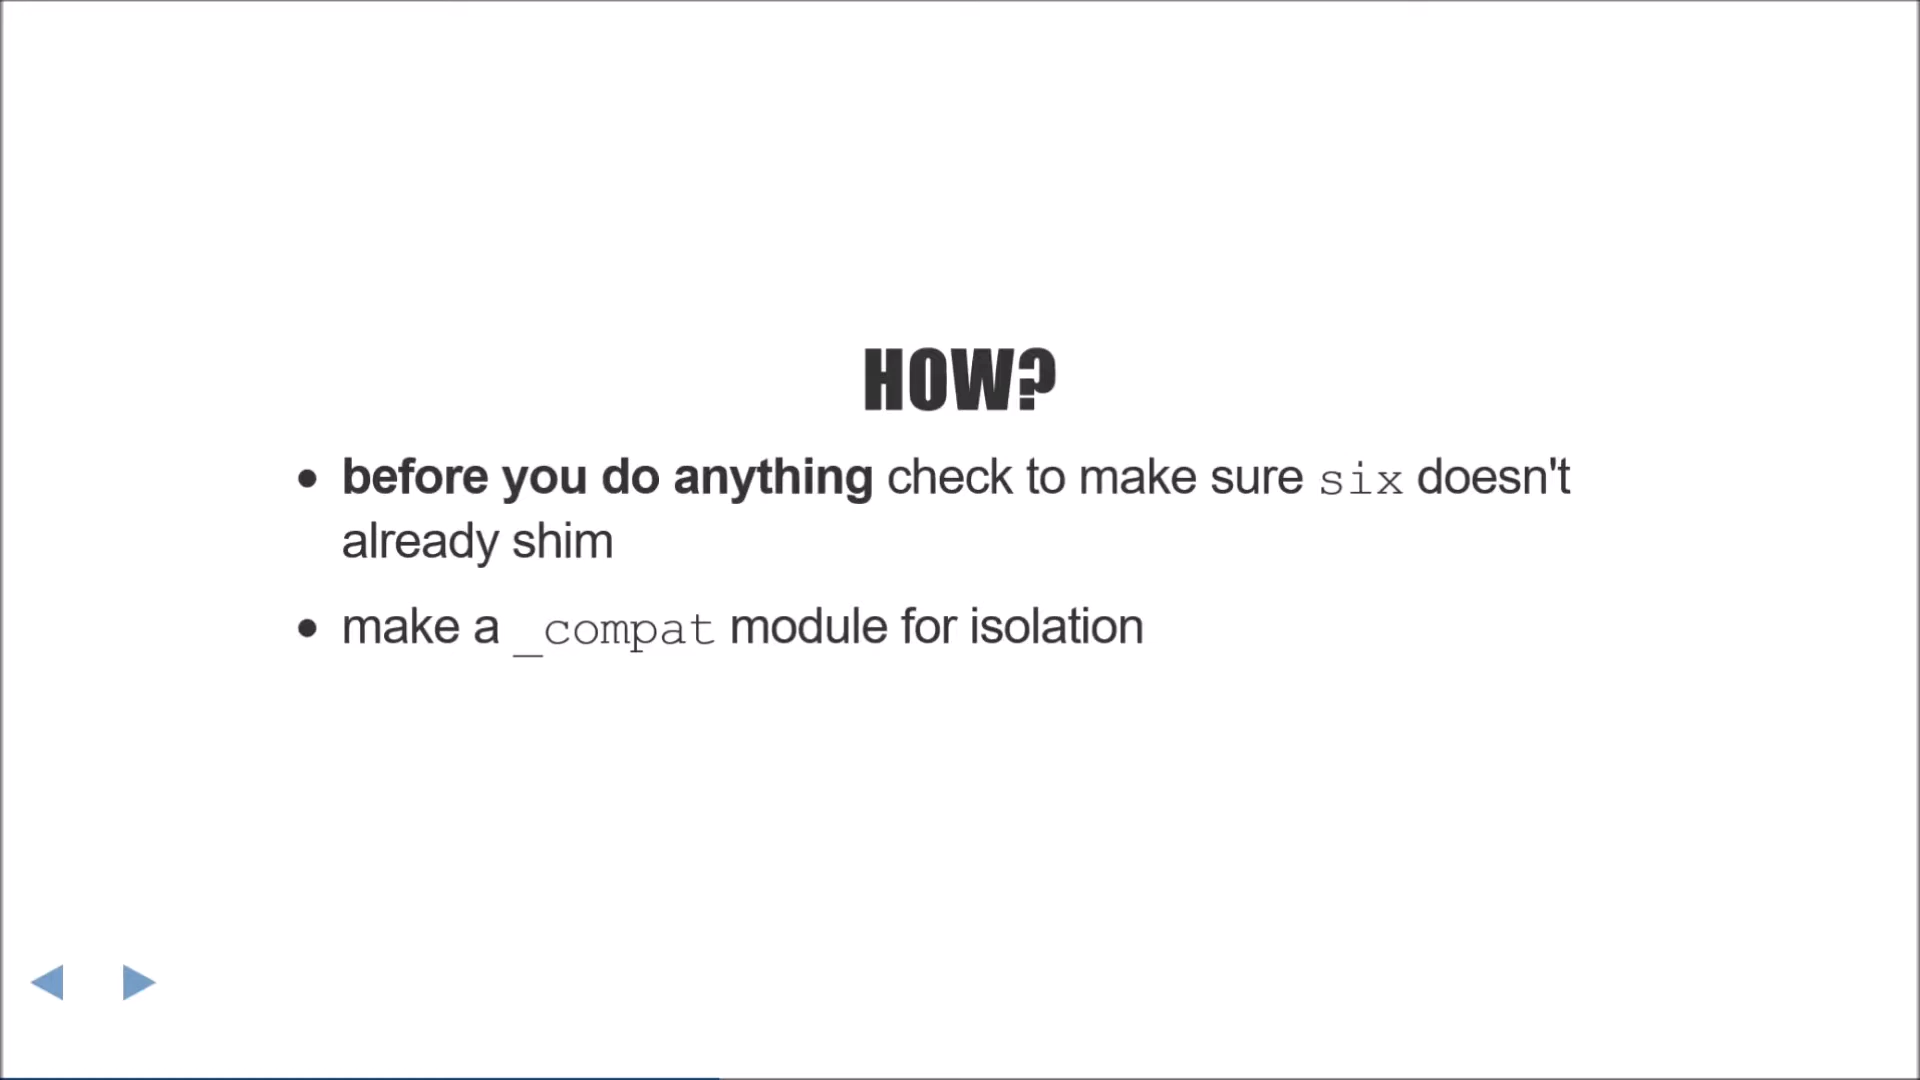 HOW?
• before you do anything check to make sure six doesn't
already shim
• make a _compat module for isolation